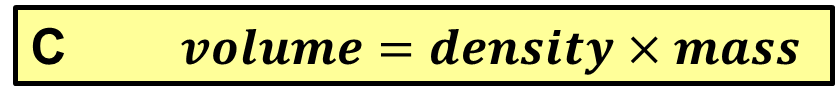 C volume = density × mass